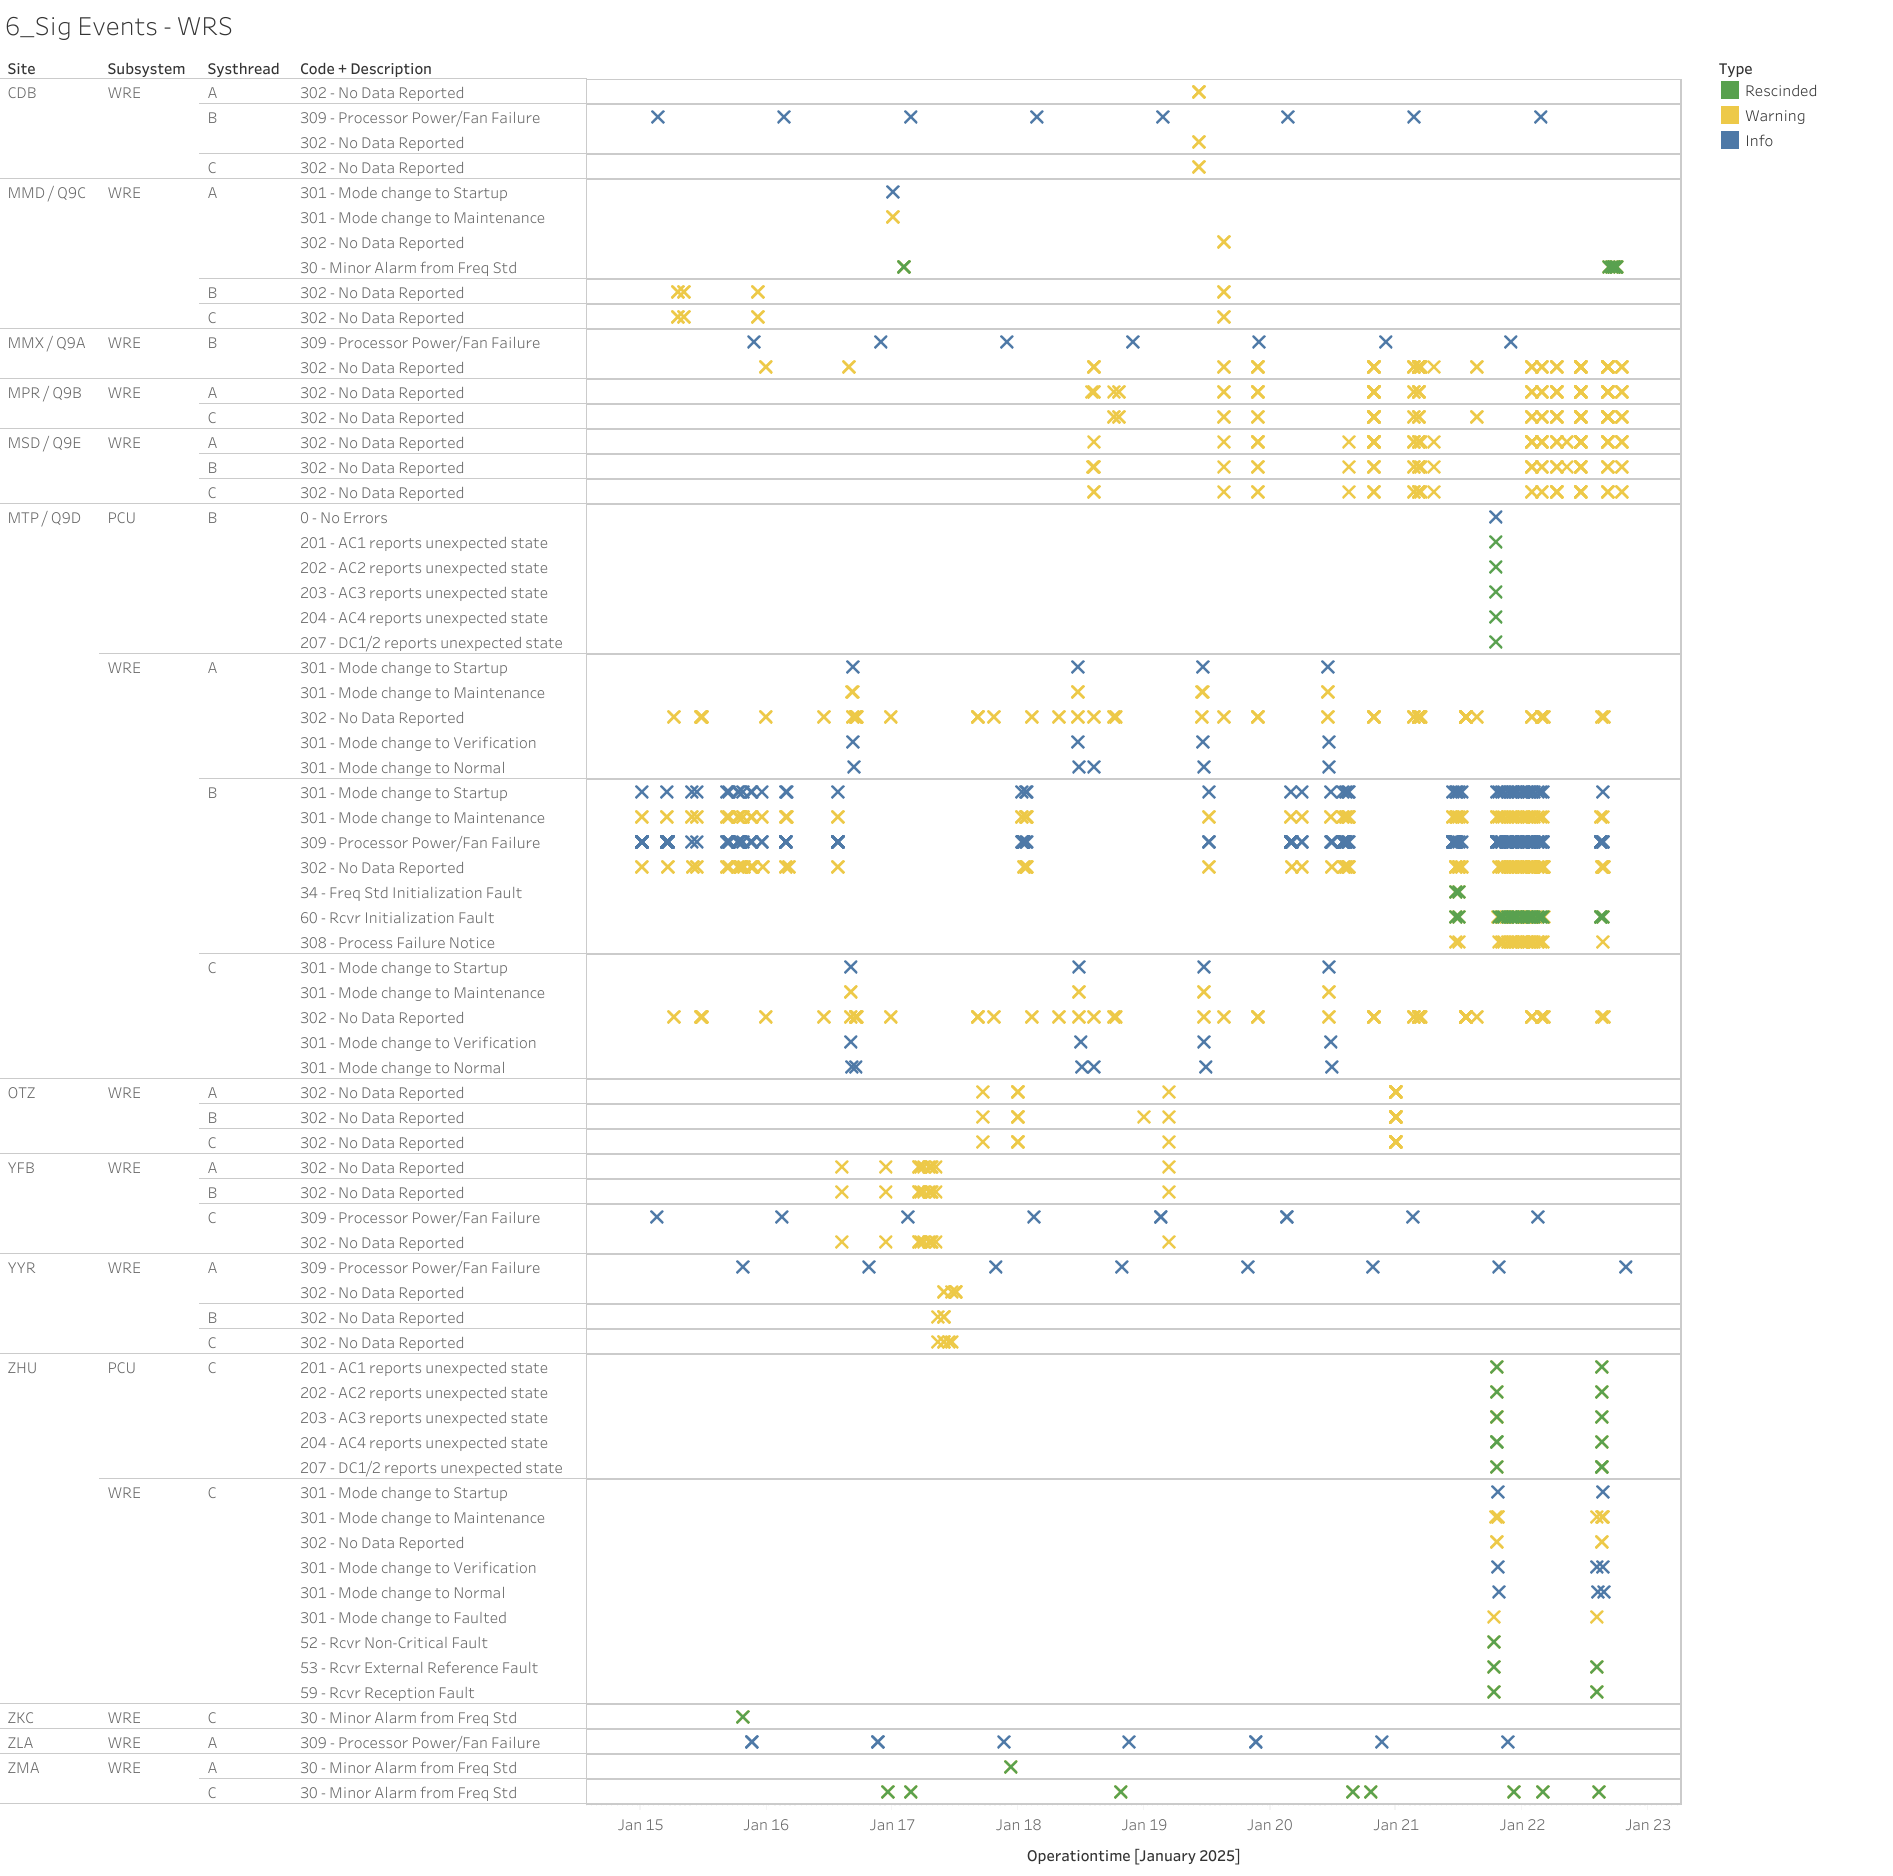 6_Sig Events - WRS
Site Subsystem Systhread Code + Description
Type
Rescinded
Warning
Info
CDB WRE A 302 - No Data Reported
B 309 - Processor Power/Fan Failure
302 - No Data Reported
C 302 - No Data Reported
MMD / Q9C WRE A 301 - Mode change to Startup
301 - Mode change to Maintenance
302 - No Data Reported
30 - Minor Alarm from Freq Std
B 302 - No Data Reported
C 302 - No Data Reported
MMX / Q9A WRE B 309 - Processor Power/Fan Failure
302 - No Data Reported
MPR / Q9B WRE A 302 - No Data Reported
C 302 - No Data Reported
MSD / Q9E WRE A 302 - No Data Reported
B 302 - No Data Reported
C 302 - No Data Reported
MTP / Q9D PCU B 0 - No Errors
201 - AC1 reports unexpected state
202 - AC2 reports unexpected state
203 - AC3 reports unexpected state
204 - AC4 reports unexpected state
207 - DC1/2 reports unexpected state
WRE A 301 - Mode change to Startup
301 - Mode change to Maintenance
302 - No Data Reported
301 - Mode change to Verification
301 - Mode change to Normal
B 301 - Mode change to Startup
301 - Mode change to Maintenance
309 - Processor Power/Fan Failure
302 - No Data Reported
34 - Freq Std Initialization Fault
60 - Rcvr Initialization Fault
308 - Process Failure Notice
C 301 - Mode change to Startup
301 - Mode change to Maintenance
302 - No Data Reported
301 - Mode change to Verification
301 - Mode change to Normal
OTZ WRE A 302 - No Data Reported
B 302 - No Data Reported
C 302 - No Data Reported
YFB WRE A 302 - No Data Reported
B 302 - No Data Reported
C 309 - Processor Power/Fan Failure
302 - No Data Reported
YYR WRE A 309 - Processor Power/Fan Failure
302 - No Data Reported
B 302 - No Data Reported
C 302 - No Data Reported
ZHU PCU C 201 - AC1 reports unexpected state
202 - AC2 reports unexpected state
203 - AC3 reports unexpected state
204 - AC4 reports unexpected state
207 - DC1/2 reports unexpected state
WRE C 301 - Mode change to Startup
301 - Mode change to Maintenance
302 - No Data Reported
301 - Mode change to Verification
301 - Mode change to Normal
301 - Mode change to Faulted
52 - Rcvr Non-Critical Fault
53 - Rcvr External Reference Fault
59 - Rcvr Reception Fault
ZKC WRE C 30 - Minor Alarm from Freq Std
ZLA WRE A 309 - Processor Power/Fan Failure
ZMA WRE A 30 - Minor Alarm from Freq Std
C 30 - Minor Alarm from Freq Std
Jan 15 Jan 16 Jan 17 Jan 18 Jan 19 Jan 20 Jan 21 Jan 22 Jan 23
Operationtime [January 2025]